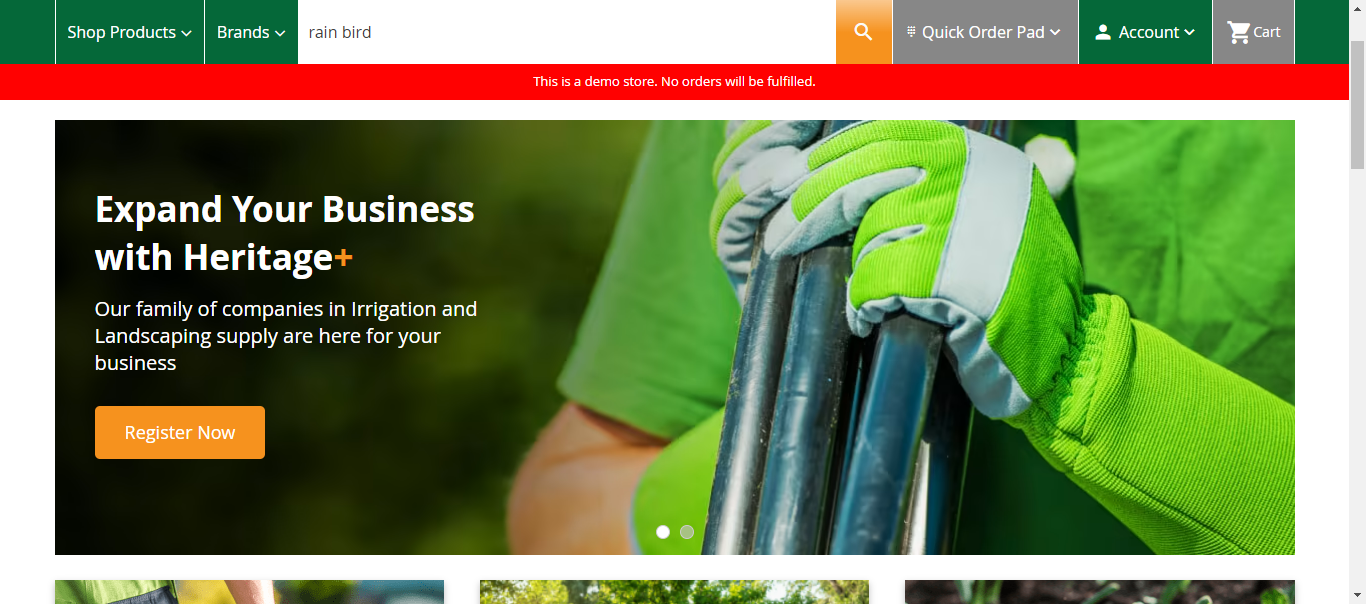 Shop Products
Brands
rain bird
Quick Order Pad
Account
Cart
This is a demo store. No orders will be fulfilled.
Expand Your Business
with Heritage+
Our family of companies in Irrigation and
Landscaping supply are here for your
business
Register Now